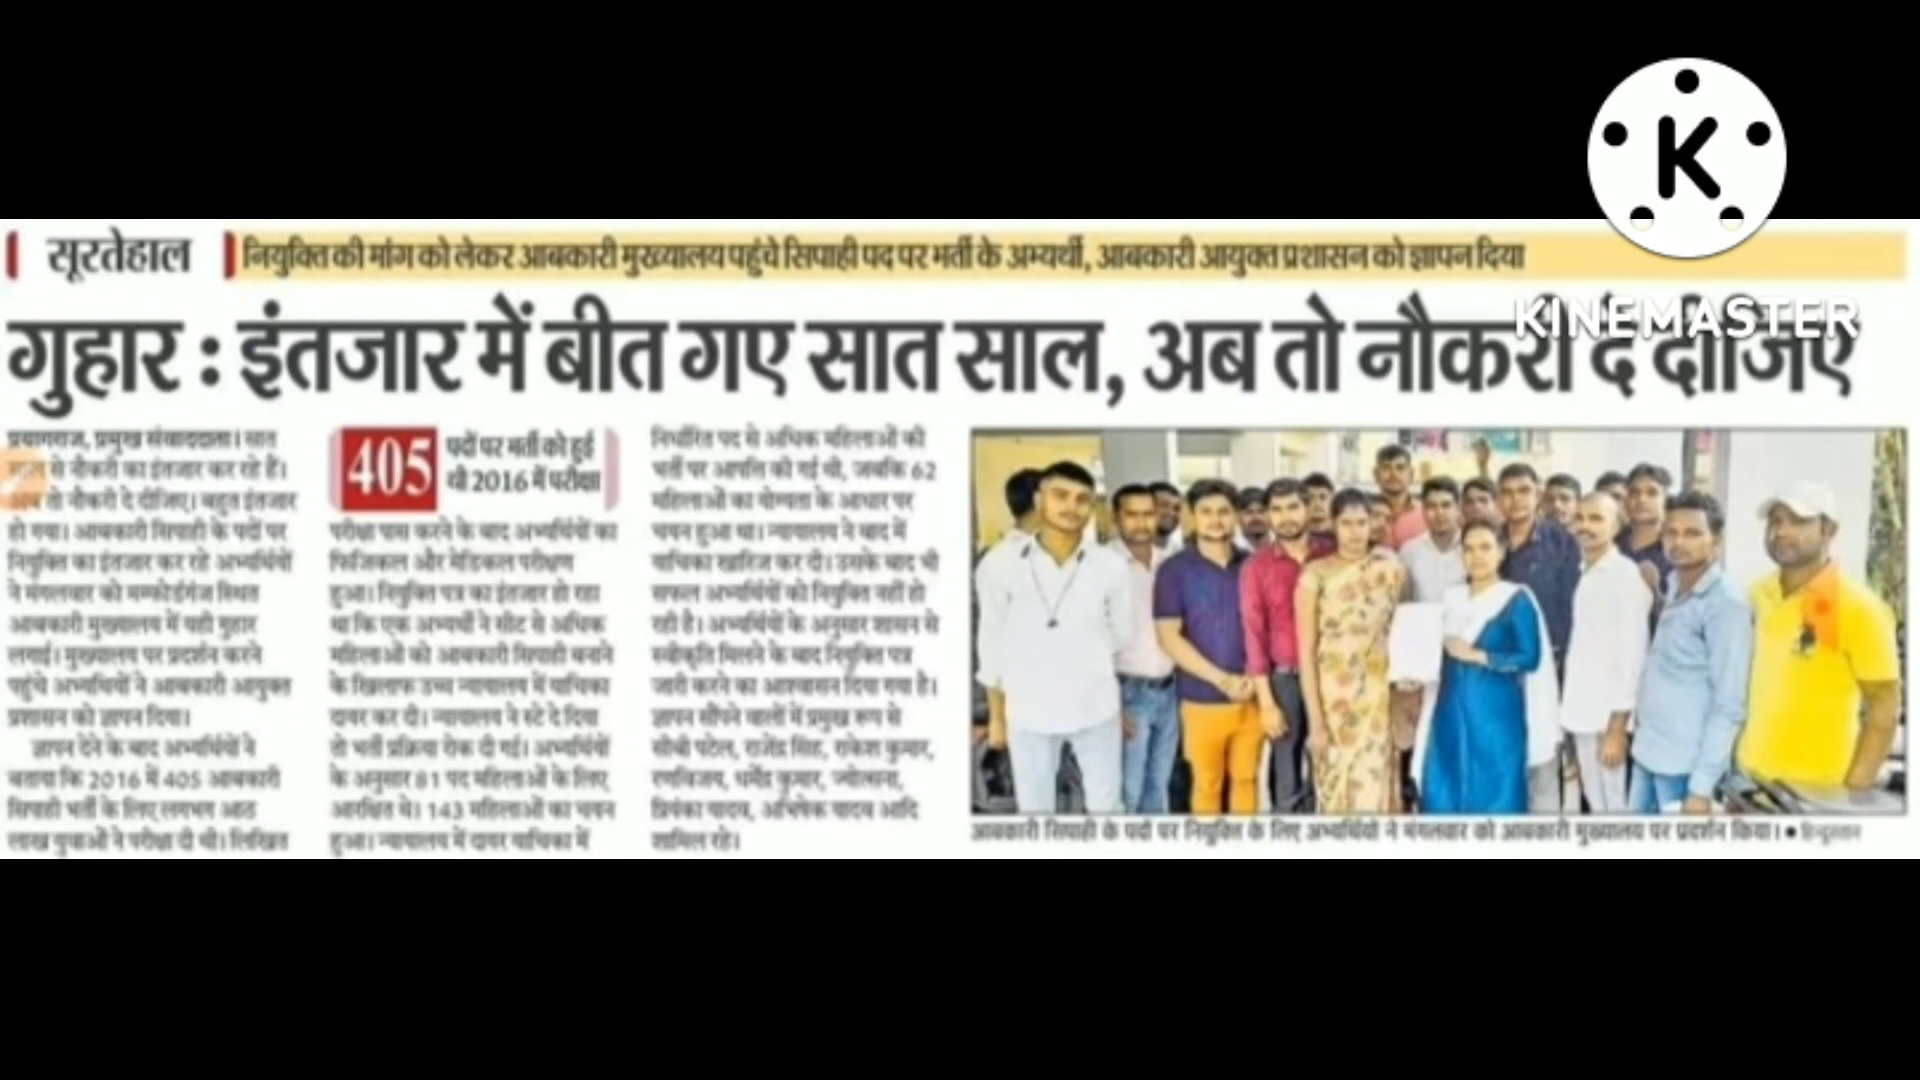 K
KINEMASTER
सूरतेहाल
नियुक्ति की मांग को लेकर आबकारी मुख्यालय पहुंचे सिपाही पद पर भर्ती के अभ्यर्थी, आबकारी आयुक्त प्रशासन को ज्ञापन दिया
गुहार : इंतजार में बीत गए सात साल, अब तो नौकरी दे दीजिए
प्रयागराज, प्रमुख संवाददाता। सात
साल से नौकरी का इंतजार कर रहे हैं।
अब तो नौकरी दे दीजिए। बहुत इंतजार
हो गया। आबकारी सिपाही के पदों पर
नियुक्ति का इंतजार कर रहे अभ्यर्थियों
ने मंगलवार को मम्फोर्डगंज स्थित
आबकारी मुख्यालय में यही गुहार
लगाई। मुख्यालय पर प्रदर्शन करने
पहुंचे अभ्यर्थियों ने आबकारी आयुक्त
प्रशासन को ज्ञापन दिया।
ज्ञापन देने के बाद अभ्यर्थियों ने
बताया कि 2016 में 405 आबकारी
सिपाही भर्ती के लिए लगभग आठ
लाख युवाओं ने परीक्षा दी थी। लिखित
405
पदों पर भर्ती को हुई
थी 2016 में परीक्षा
परीक्षा पास करने के बाद अभ्यर्थियों का
फिजिकल और मेडिकल परीक्षण
हुआ। नियुक्ति पत्र का इंतजार हो रहा
था कि एक अभ्यर्थी ने सीट से अधिक
महिलाओं को आबकारी सिपाही बनाने
के खिलाफ उच्च न्यायालय में याचिका
दायर कर दी। न्यायालय ने स्टे दे दिया
तो भर्ती प्रक्रिया रोक दी गई। अभ्यर्थियों
के अनुसार 81 पद महिलाओं के लिए
आरक्षित थे। 143 महिलाओं का चयन
हुआ। न्यायालय में दायर याचिका में
निर्धारित पद से अधिक महिलाओं की
भर्ती पर आपत्ति की गई थी, जबकि 62
महिलाओं का योग्यता के आधार पर
चयन हुआ था। न्यायालय ने बाद में
याचिका खारिज कर दी। उसके बाद भी
सफल अभ्यर्थियों को नियुक्ति नहीं हो
रही है। अभ्यर्थियों के अनुसार शासन से
स्वीकृति मिलने के बाद नियुक्ति पत्र
जारी करने का आश्वासन दिया गया है।
ज्ञापन सौंपने वालों में प्रमुख रूप से
सीबी पटेल, राजेंद्र सिंह, राकेश कुमार,
रणविजय, धर्मेंद्र कुमार, ज्योत्सना,
प्रियंका यादव, अभिषेक यादव आदि
शामिल रहे।
आबकारी सिपाही के पदों पर नियुक्ति के लिए अभ्यर्थियों ने मंगलवार को आबकारी मुख्यालय पर प्रदर्शन किया। • हिन्दुस्तान